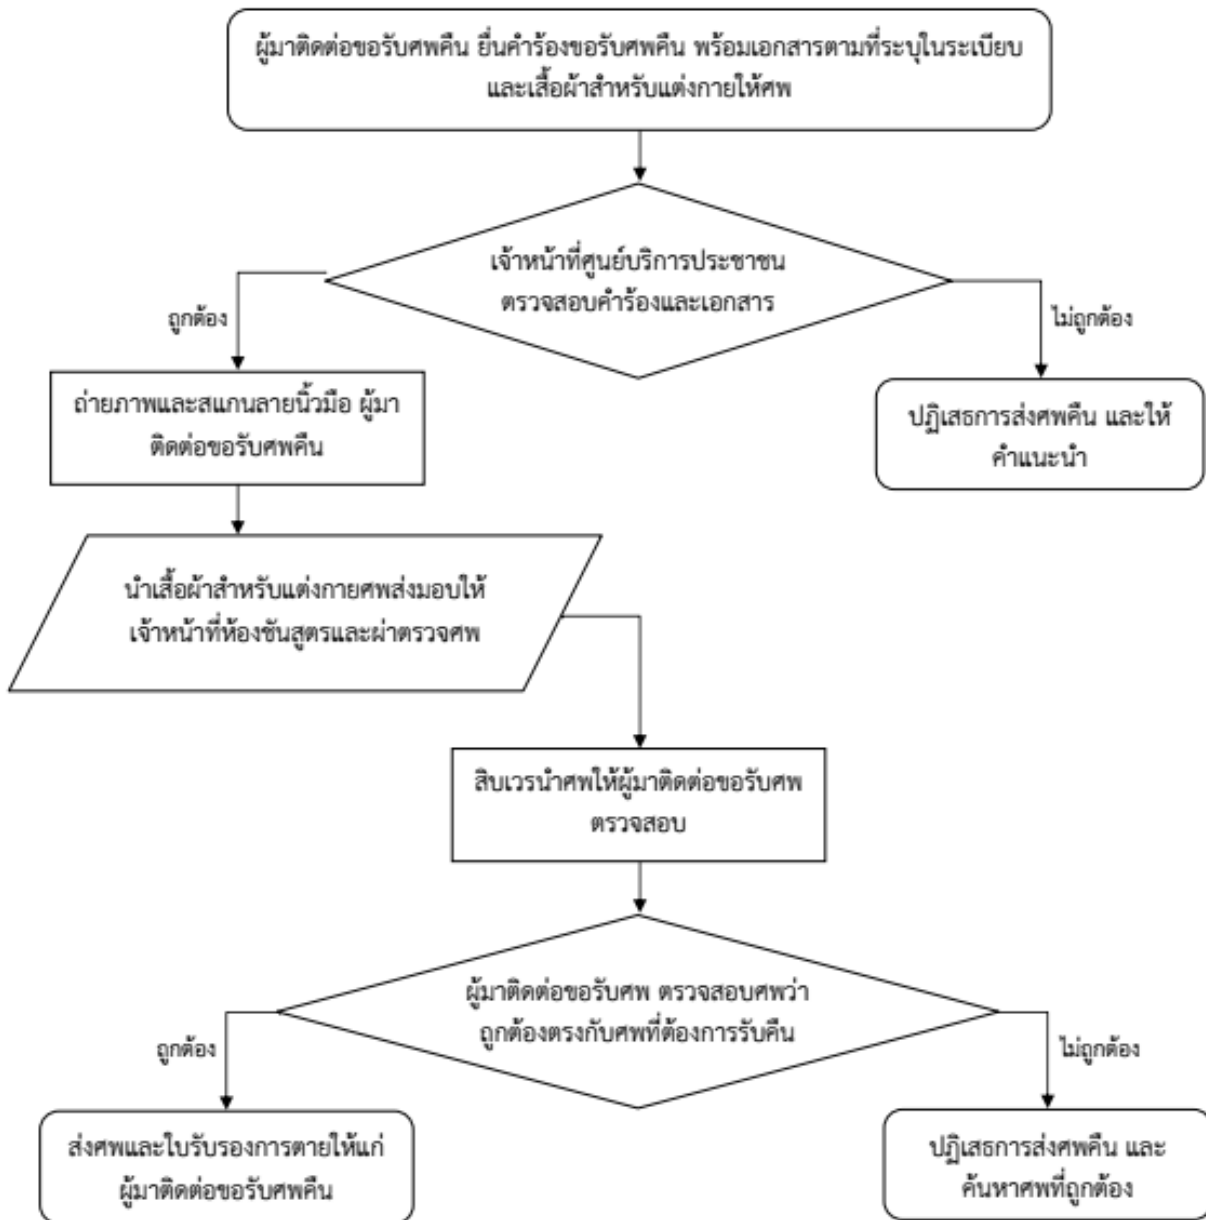 ผู้มาติดต่อขอรับศพคืน ยื่นคำร้องขอรับศพคืน พร้อมเอกสารตามที่ระบุในระเบียบ
และเสื้อผ้าสำหรับแต่งกายให้ศพ
เจ้าหน้าที่ศูนย์บริการประชาชน
ตรวจสอบคำร้องและเอกสาร
ถูกต้อง
ไม่ถูกต้อง
ถ่ายภาพและสแกนลายนิ้วมือ ผู้มา
ติดต่อขอรับศพคืน
ปฏิเสธการส่งศพคืน และให้
คำแนะนำ
นำเสื้อผ้าสำหรับแต่งกายศพส่งมอบให้
เจ้าหน้าที่ห้องชันสูตรและผ่าตรวจศพ
สิบเวรนำศพให้ผู้มาติดต่อขอรับศพ
ตรวจสอบ
ผู้มาติดต่อขอรับศพ ตรวจสอบศพว่า
ถูกต้องตรงกับศพที่ต้องการรับคืน
ถูกต้อง
ไม่ถูกต้อง
ส่งศพและใบรับรองการตายให้แก่
ผู้มาติดต่อขอรับศพคืน
ปฏิเสธการส่งศพคืน และ
ค้นหาศพที่ถูกต้อง